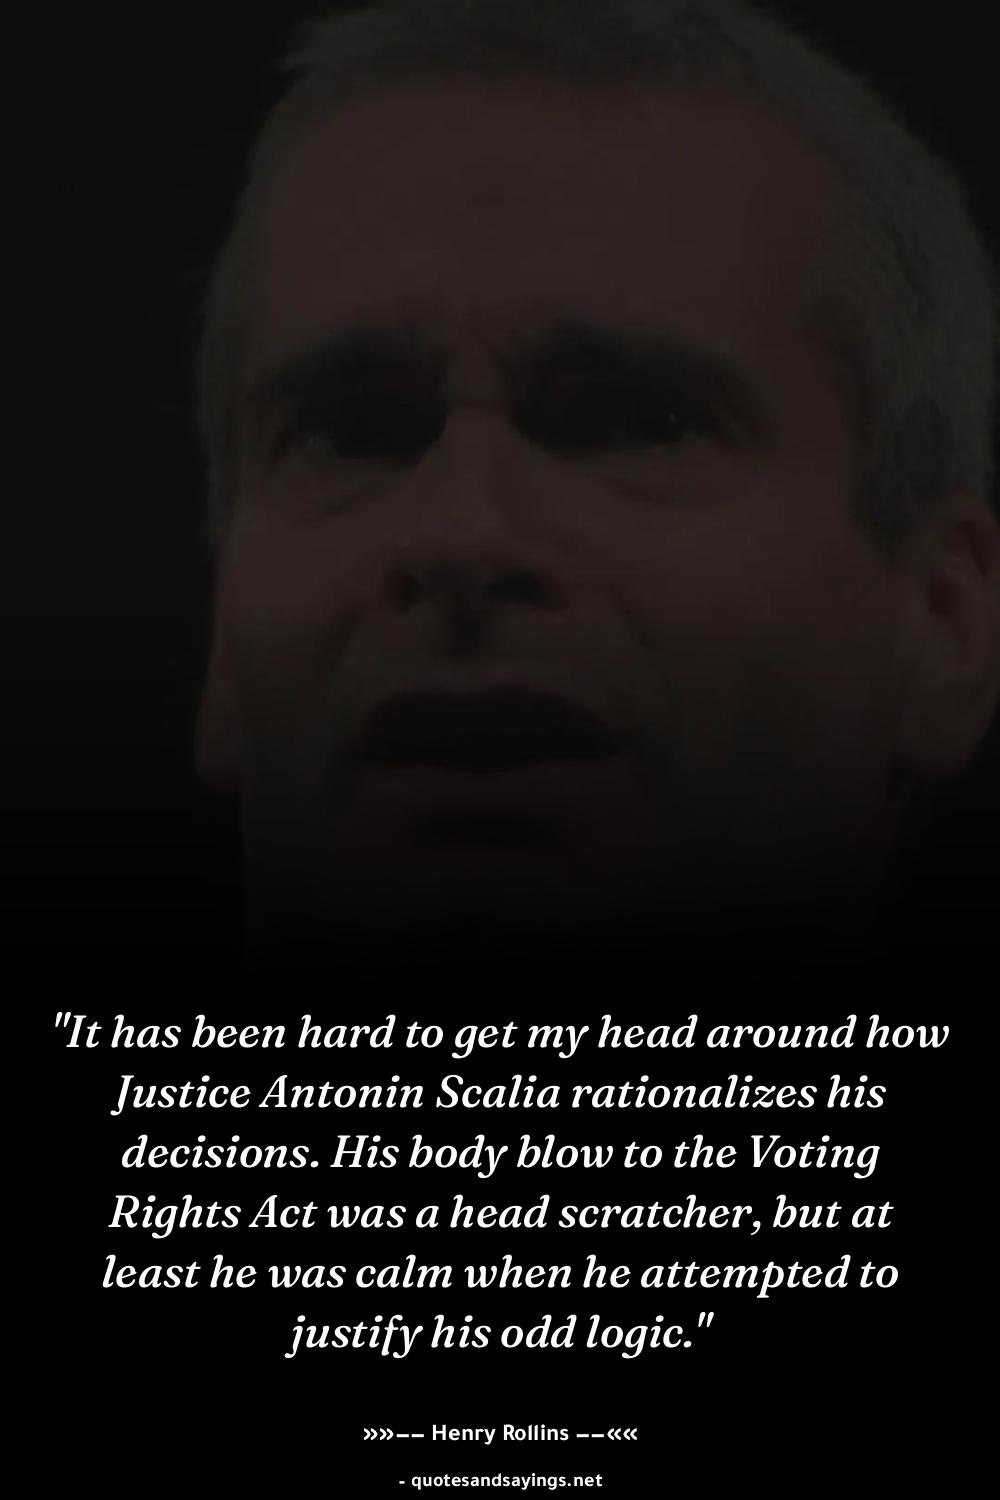 "It has been hard to get my head around how
Justice Antonin Scalia rationalizes his
decisions. His body blow to the Voting
Rights Act was a head scratcher, but at
least he was calm when he attempted to
justify his odd logic."
»»−− Henry Rollins −−««
- quotesandsayings.net